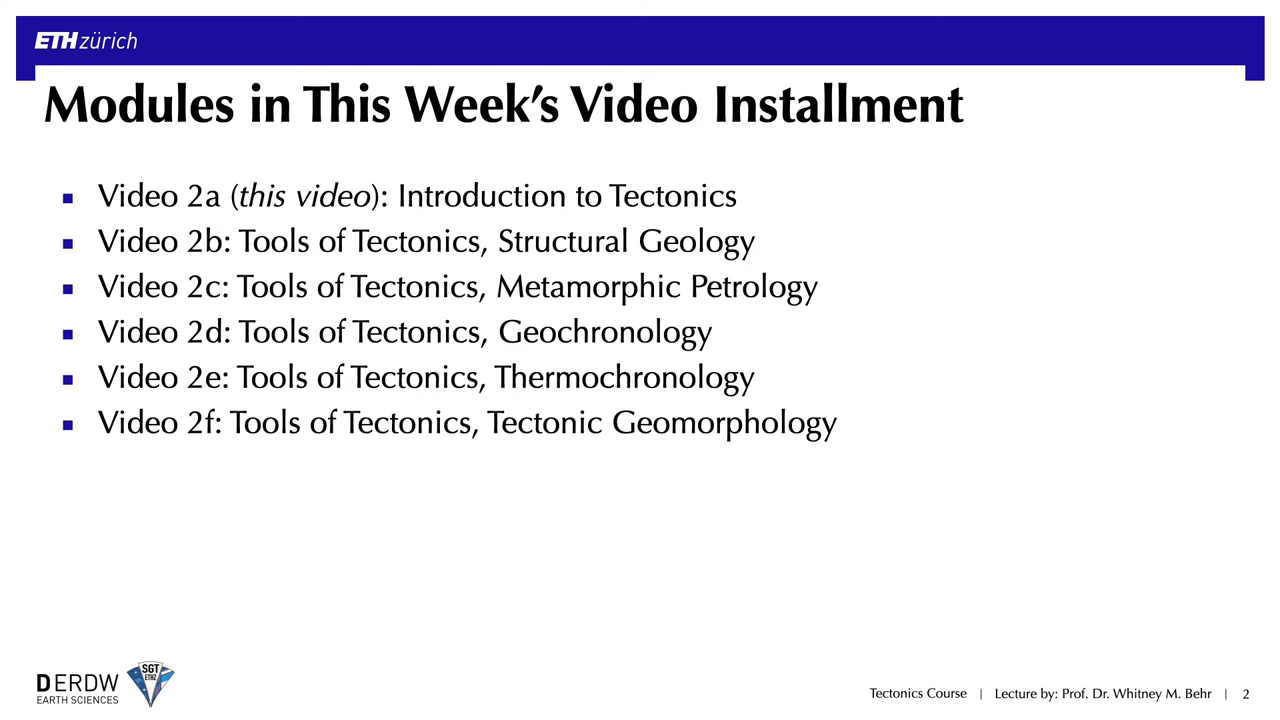 ETH zürich
Modules in This Week’s Video Installment
▪ Video 2a (this video): Introduction to Tectonics
▪ Video 2b: Tools of Tectonics, Structural Geology
▪ Video 2c: Tools of Tectonics, Metamorphic Petrology
▪ Video 2d: Tools of Tectonics, Geochronology
▪ Video 2e: Tools of Tectonics, Thermochronology
▪ Video 2f: Tools of Tectonics, Tectonic Geomorphology
DERDW
EARTH SCIENCES
SGT
ETHZ
Tectonics Course | Lecture by: Prof. Dr. Whitney M. Behr | 2